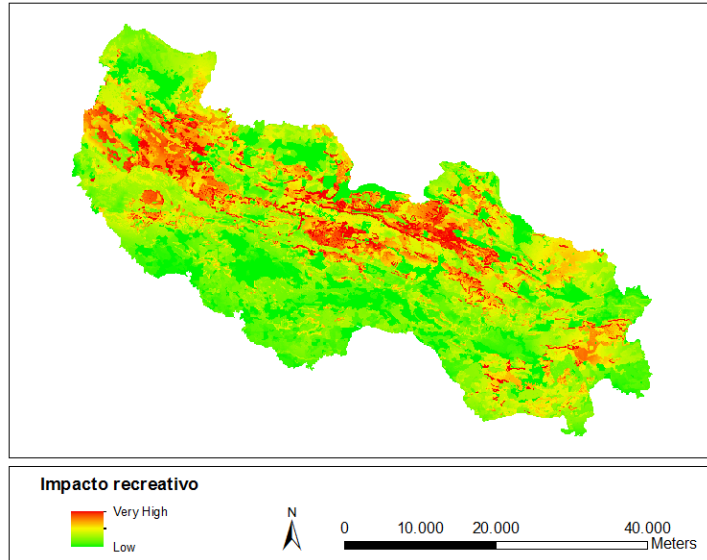 Impacto recreativo
Very High
Low
N
0 10.000 20.000 40.000
Meters